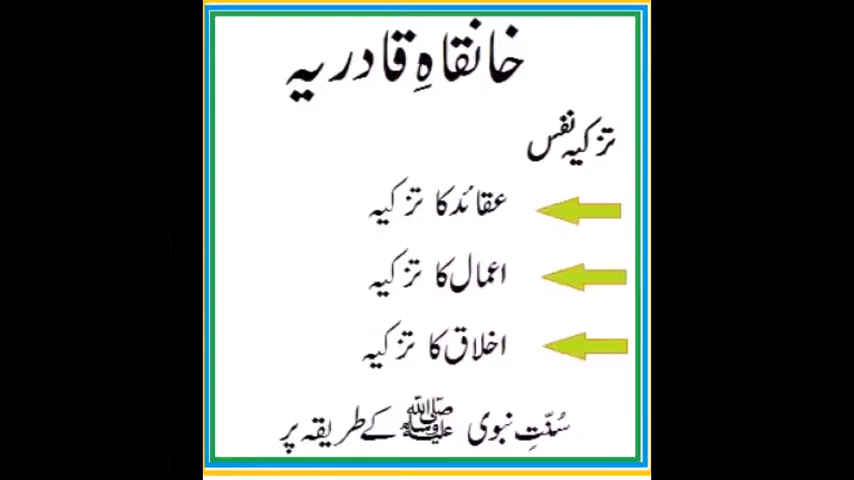 خانقاہِ قادریہ
تزکیہ نفس
عقائد کا تزکیہ
اعمال کا تزکیہ
اخلاق کا تزکیہ
سُنّتِ نبوی ﷺ کے طریقہ پر